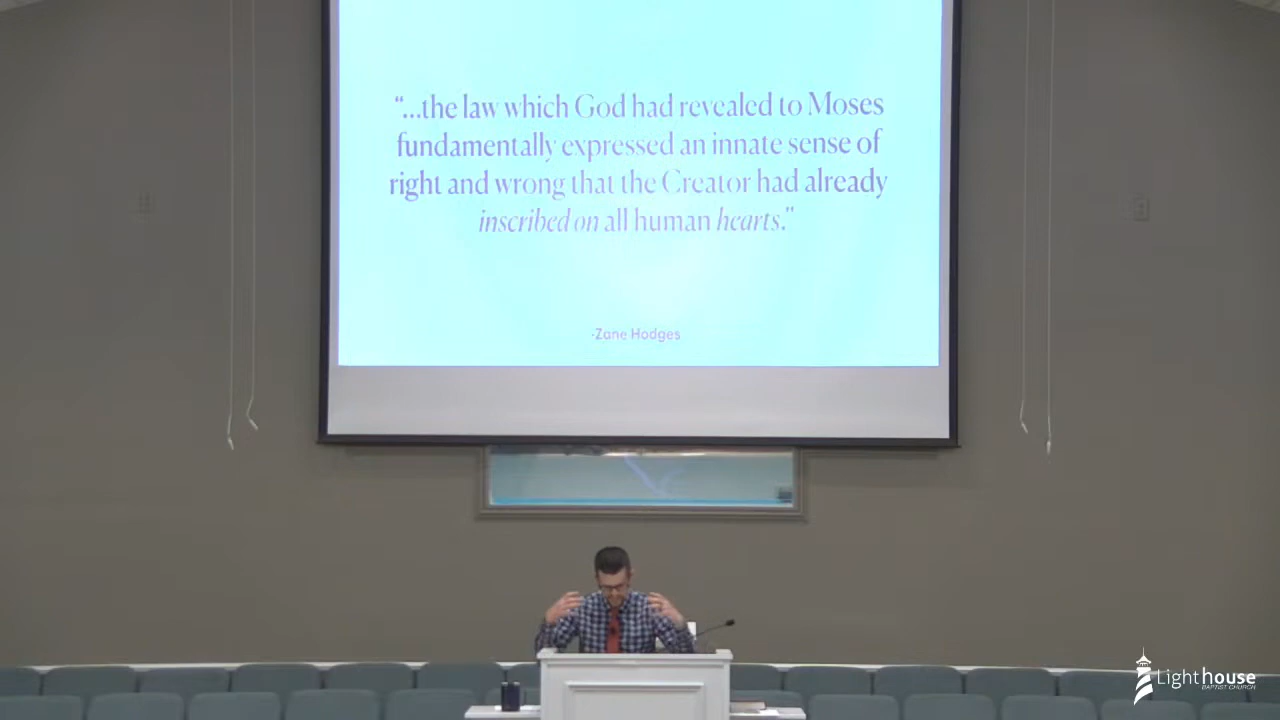 “...the law which God had revealed to Moses
fundamentally expressed an innate sense of
right and wrong that the Creator had already
inscribed on all human hearts."
-Zane Hodges
Lighthouse
BAPTIST CHURCH